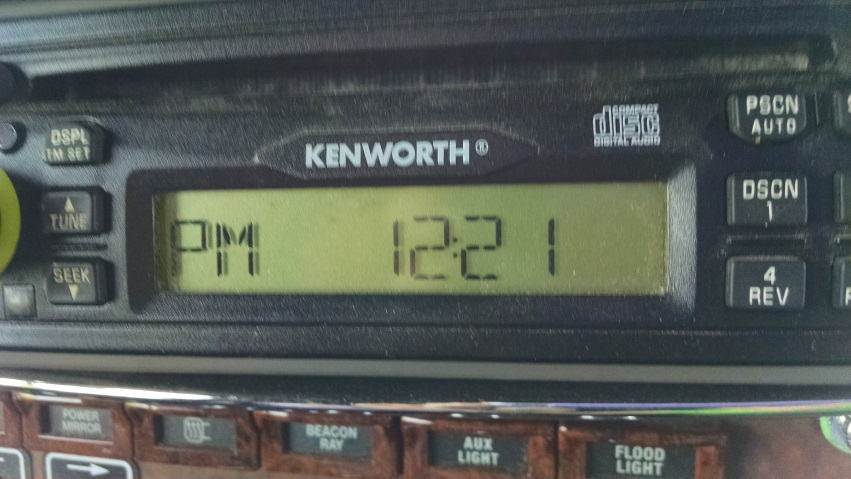 COMPACT
disc
DIGITAL AUDIO
PSCN
AUTO
DSPL
TM SET
KENWORTH®
DSCN
1
TUNE
PM 12:21
SEEK
4
REV
POWER
MIRROR
BEACON
RAY
AUX
LIGHT
FLOOD
LIGHT